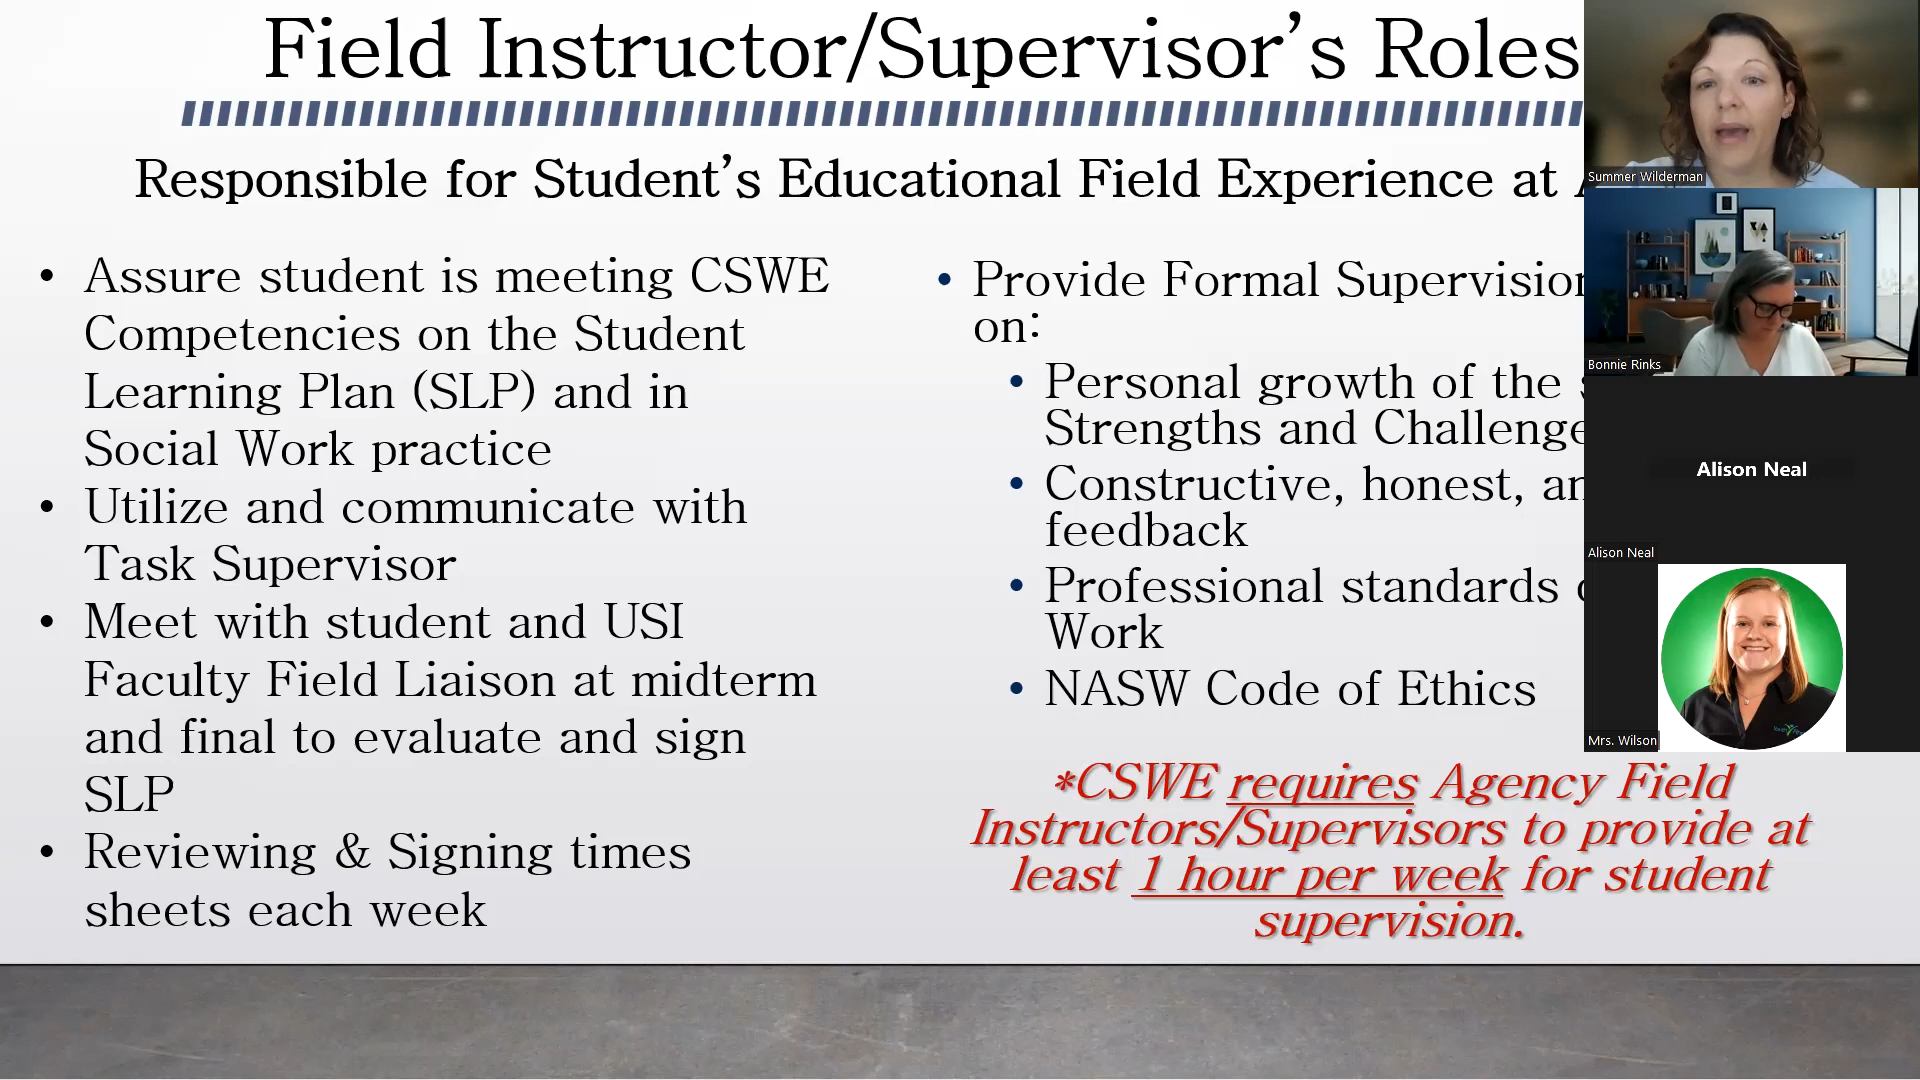 Field Instructor/Supervisor’s Roles
Responsible for Student’s Educational Field Experience at
• Assure student is meeting CSWE
Competencies on the Student
Learning Plan (SLP) and in
Social Work practice
• Utilize and communicate with
Task Supervisor
• Meet with student and USI
Faculty Field Liaison at midterm
and final to evaluate and sign
SLP
• Reviewing & Signing times
sheets each week
• Provide Formal Supervision
on:
• Personal growth of the
Strengths and Challenge
• Constructive, honest, an
feedback
• Professional standards
Work
• NASW Code of Ethics
*CSWE requires Agency Field
Instructors/Supervisors to provide at
least 1 hour per week for student
supervision.
Summer Wilderman
Bonnie Rinks
Alison Neal
Alison Neal
Mrs. Wilson